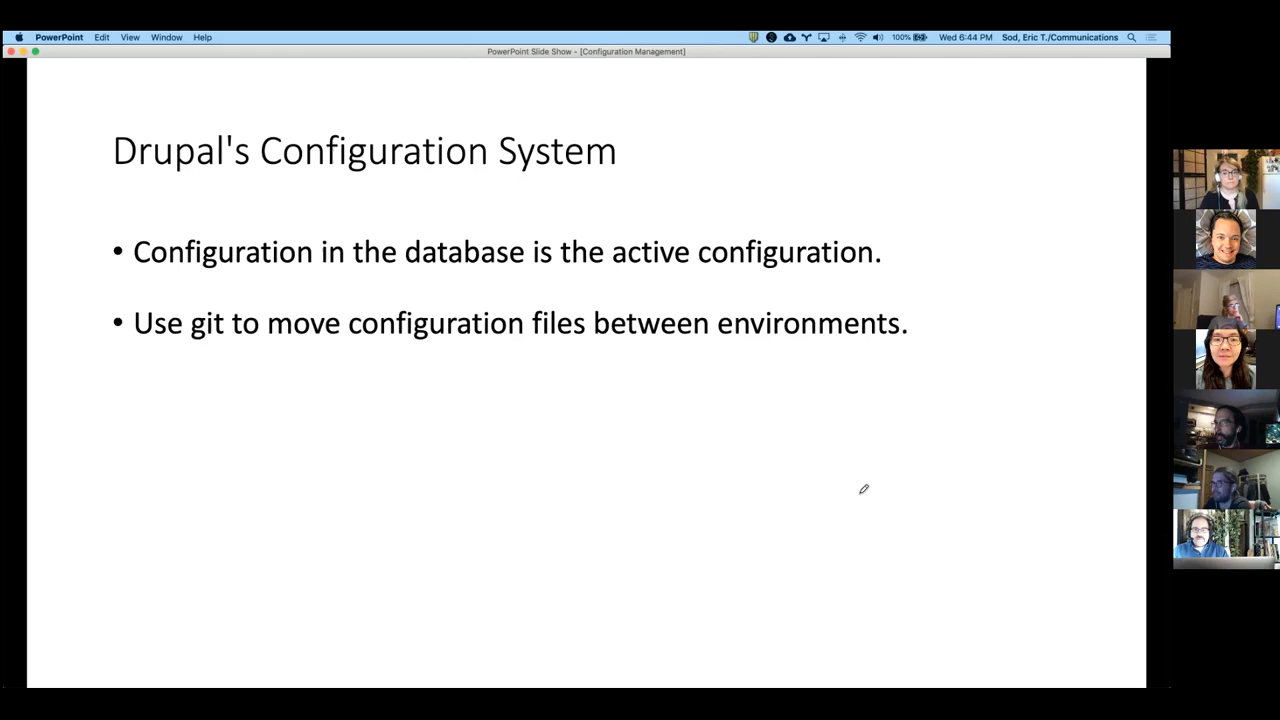 PowerPoint Edit View Window Help 100% Wed 6:44 PM Sod, Eric T./Communications
PowerPoint Slide Show - [Configuration Management]
Drupal's Configuration System
• Configuration in the database is the active configuration.
• Use git to move configuration files between environments.